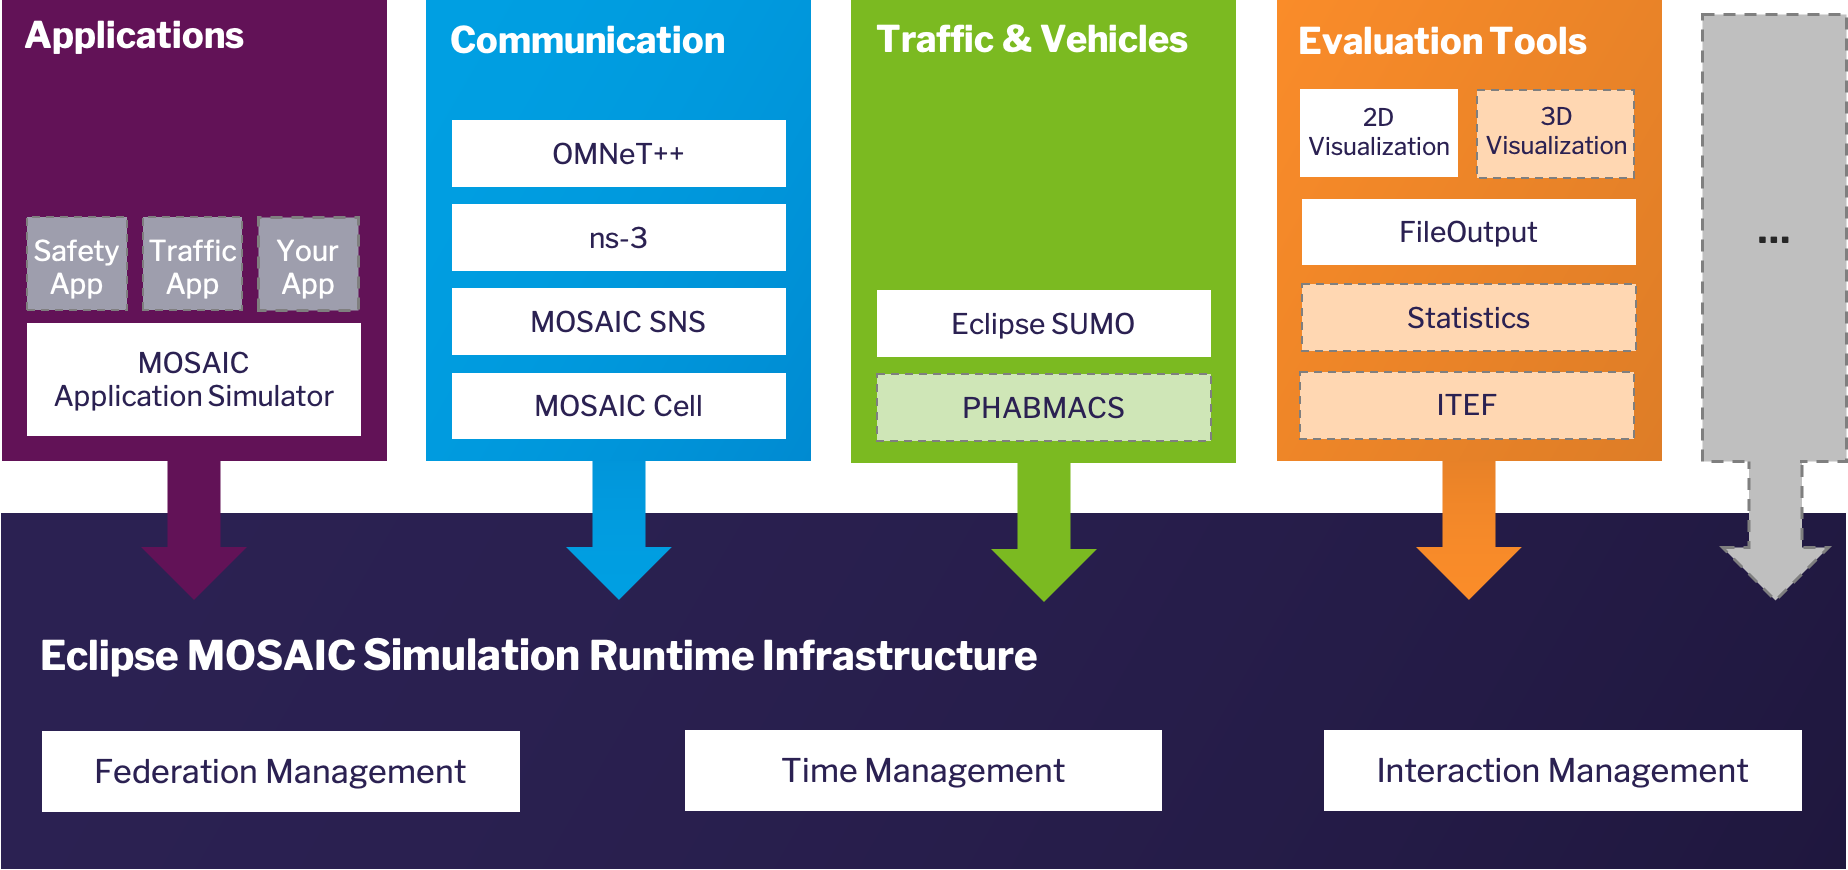 Applications
Safety
App
Traffic
App
Your
App
MOSAIC
Application Simulator
Communication
OMNeT++
ns-3
MOSAIC SNS
MOSAIC Cell
Traffic & Vehicles
Eclipse SUMO
PHABMACS
Evaluation Tools
2D
Visualization
3D
Visualization
FileOutput
Statistics
ITEF
...
Eclipse MOSAIC Simulation Runtime Infrastructure
Federation Management
Time Management
Interaction Management